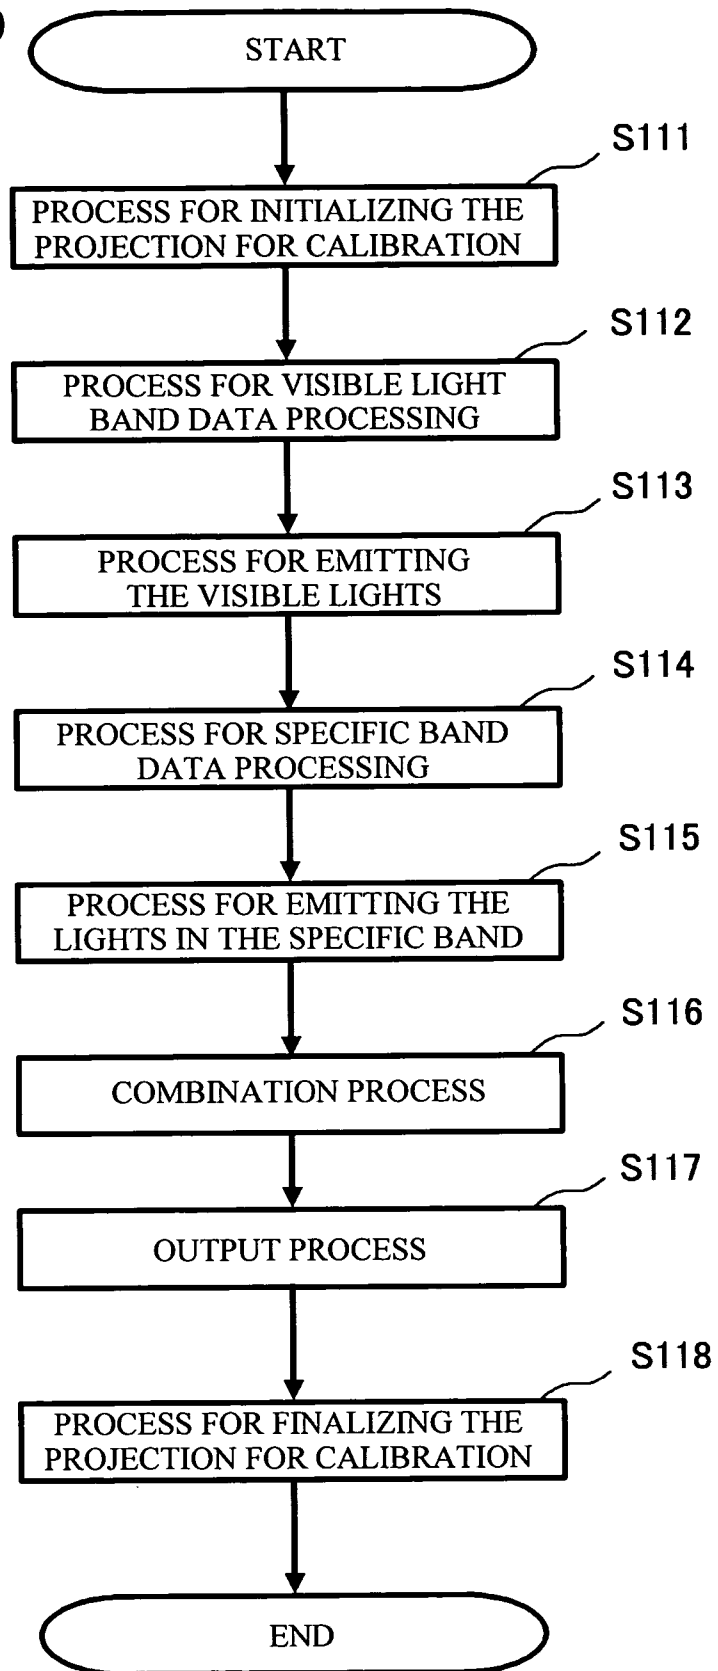 START
S111
PROCESS FOR INITIALIZING THE
PROJECTION FOR CALIBRATION
S112
PROCESS FOR VISIBLE LIGHT
BAND DATA PROCESSING
S113
PROCESS FOR EMITTING
THE VISIBLE LIGHTS
S114
PROCESS FOR SPECIFIC BAND
DATA PROCESSING
S115
PROCESS FOR EMITTING THE
LIGHTS IN THE SPECIFIC BAND
S116
COMBINATION PROCESS
S117
OUTPUT PROCESS
S118
PROCESS FOR FINALIZING THE
PROJECTION FOR CALIBRATION
END